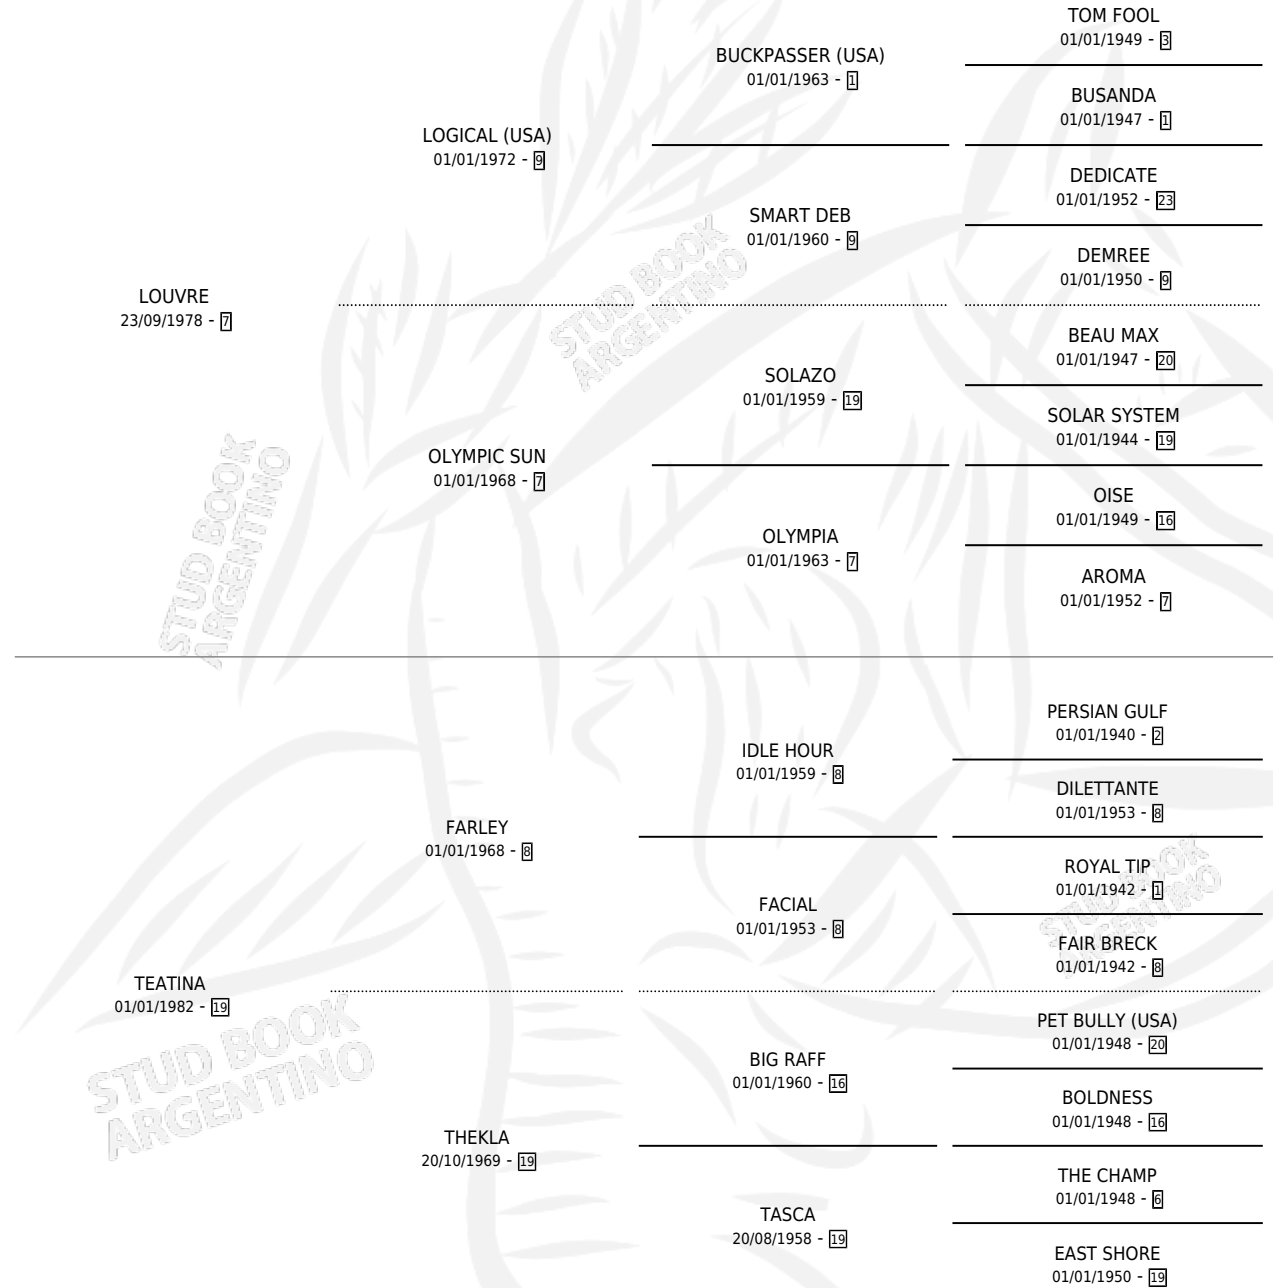 TOM FOOL
01/01/1949 - 3
BUCKPASSER (USA)
01/01/1963 - 1
BUSANDA
01/01/1947 - 1
LOGICAL (USA)
01/01/1972 - 9
DEDICATE
01/01/1952 - 23
SMART DEB
01/01/1960 - 9
DEMREE
01/01/1950 - 9
LOUVRE
23/09/1978 - 7
STUD BOOK
ARGENTINO
BEAU MAX
01/01/1947 - 20
SOLAZO
01/01/1959 - 19
SOLAR SYSTEM
01/01/1944 - 19
OLYMPIC SUN
01/01/1968 - 7
OISE
01/01/1949 - 16
OLYMPIA
01/01/1963 - 7
AROMA
01/01/1952 - 7
STUD BOOK
ARGENTINO
PERSIAN GULF
01/01/1940 - 2
IDLE HOUR
01/01/1959 - 8
DILETTANTE
01/01/1953 - 8
FARLEY
01/01/1968 - 8
ROYAL TIP
01/01/1942 - 1
FACIAL
01/01/1953 - 8
FAIR BRECK
01/01/1942 - 8
STUD BOOK
ARGENTINO
TEATINA
01/01/1982 - 19
PET BULLY (USA)
01/01/1948 - 20
BIG RAFF
01/01/1960 - 16
BOLDNESS
01/01/1948 - 16
STUD BOOK
ARGENTINO
THEKLA
20/10/1969 - 19
THE CHAMP
01/01/1948 - 6
TASCA
20/08/1958 - 19
EAST SHORE
01/01/1950 - 19